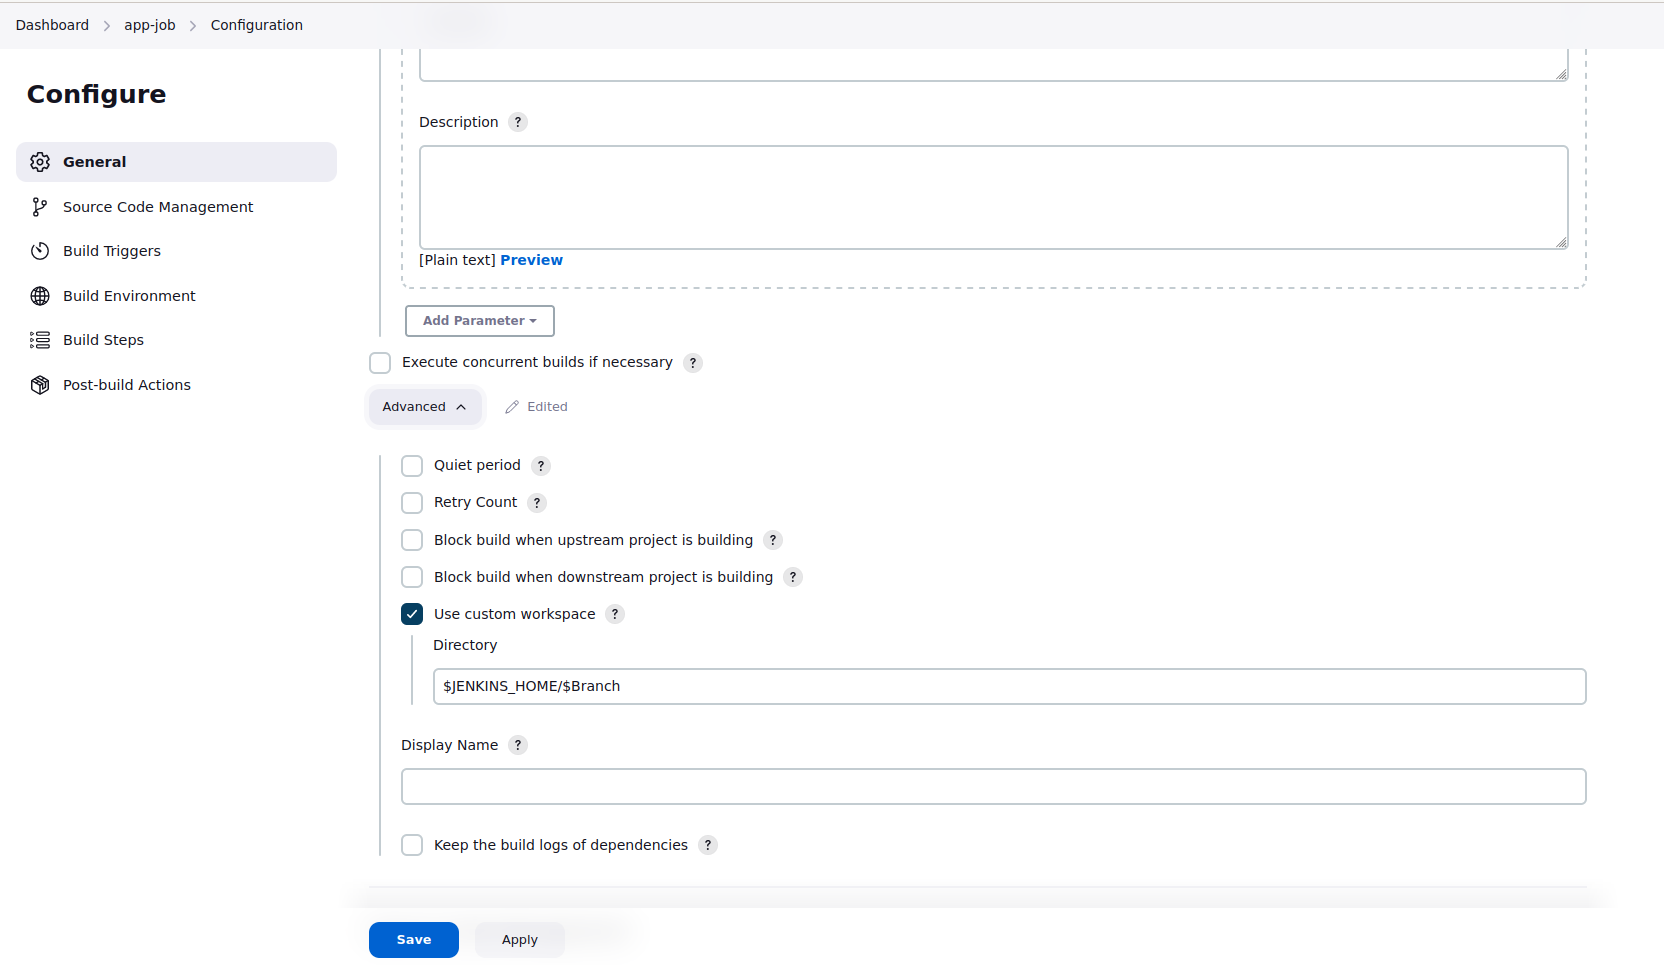 Dashboard > app-job > Configuration
Configure
General
Source Code Management
Build Triggers
Build Environment
Build Steps
Post-build Actions
Description ?
[Plain text] Preview
Add Parameter
Execute concurrent builds if necessary ?
Advanced Edited
Quiet period ?
Retry Count ?
Block build when upstream project is building ?
Block build when downstream project is building ?
Use custom workspace ?
Directory
$JENKINS_HOME/$Branch
Display Name ?
Keep the build logs of dependencies ?
Save Apply